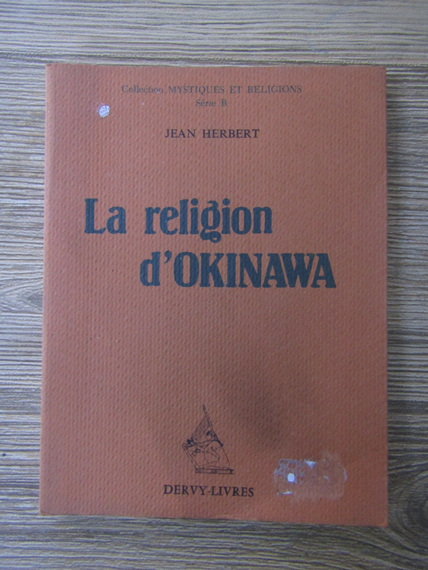 Collection MYSTIQUES ET RELIGIONS
Série B
JEAN HERBERT
La religion
d'OKINAWA
DERVY-LIVRES